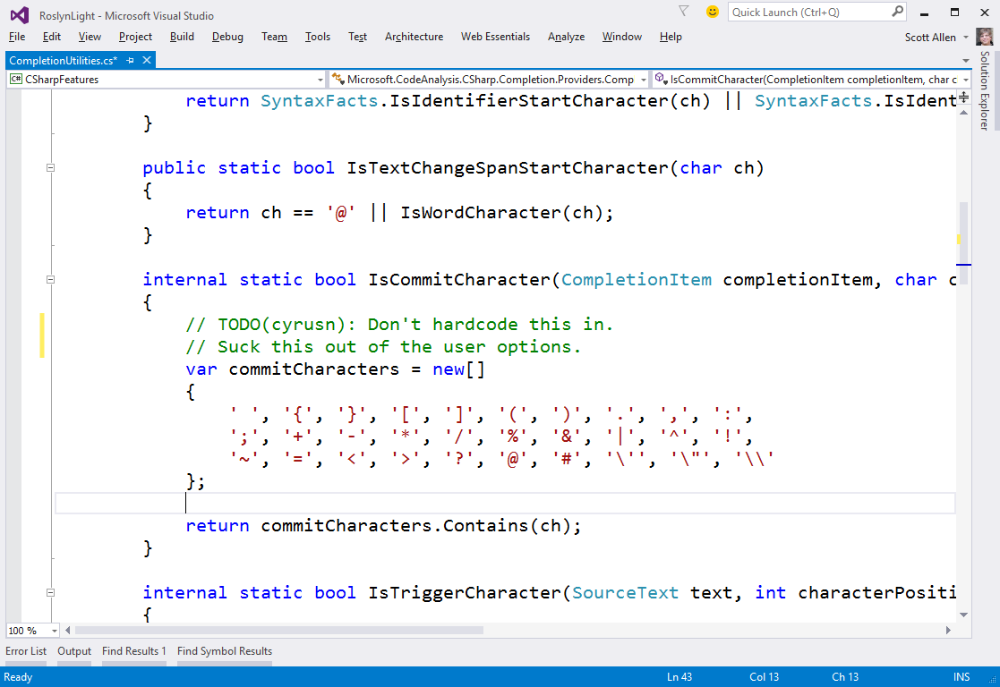 RoslynLight - Microsoft Visual Studio
Quick Launch (Ctrl+Q)
File Edit View Project Build Debug Team Tools Test Architecture Web Essentials Analyze Window Help
Scott Allen
CompletionUtilities.cs*
Solution Explorer
C# CSharpFeatures
Microsoft.CodeAnalysis.CSharp.Completion.Providers.Comp
IsCommitCharacter(CompletionItem completionItem, char c
return SyntaxFacts.IsIdentifierStartCharacter(ch) || SyntaxFacts.IsIdent
}
public static bool IsTextChangeSpanStartCharacter(char ch)
{
return ch == '@' || IsWordCharacter(ch);
}
internal static bool IsCommitCharacter(CompletionItem completionItem, char c
{
// TODO(cyrusn): Don't hardcode this in.
// Suck this out of the user options.
var commitCharacters = new[]
{
' ', '{', '}', '[', ']', '(', ')', '.', ',', ':',
';', '+', '-', '*', '/', '%', '&', '|', '^', '!',
'~', '=', '<', '>', '?', '@', '#', '\'', '\"', '\\'
};
return commitCharacters.Contains(ch);
}
internal static bool IsTriggerCharacter(SourceText text, int characterPositi
{
100 %
Error List Output Find Results 1 Find Symbol Results
Ready Ln 43 Col 13 Ch 13 INS